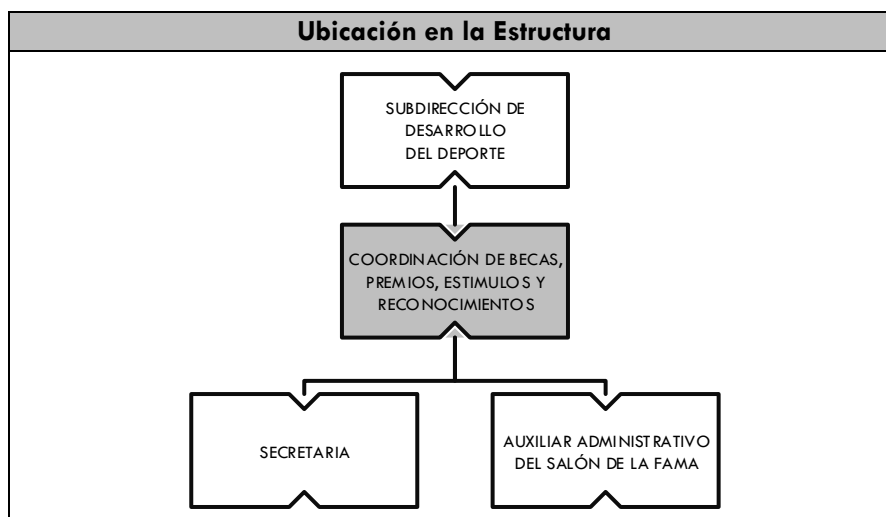 Ubicación en la Estructura
SUBDIRECCIÓN DE
DESARROLLO
DEL DEPORTE
COORDINACIÓN DE BECAS,
PREMIOS, ESTIMULOS Y
RECONOCIMIENTOS
SECRETARIA
AUXILIAR ADMINISTRATIVO
DEL SALÓN DE LA FAMA